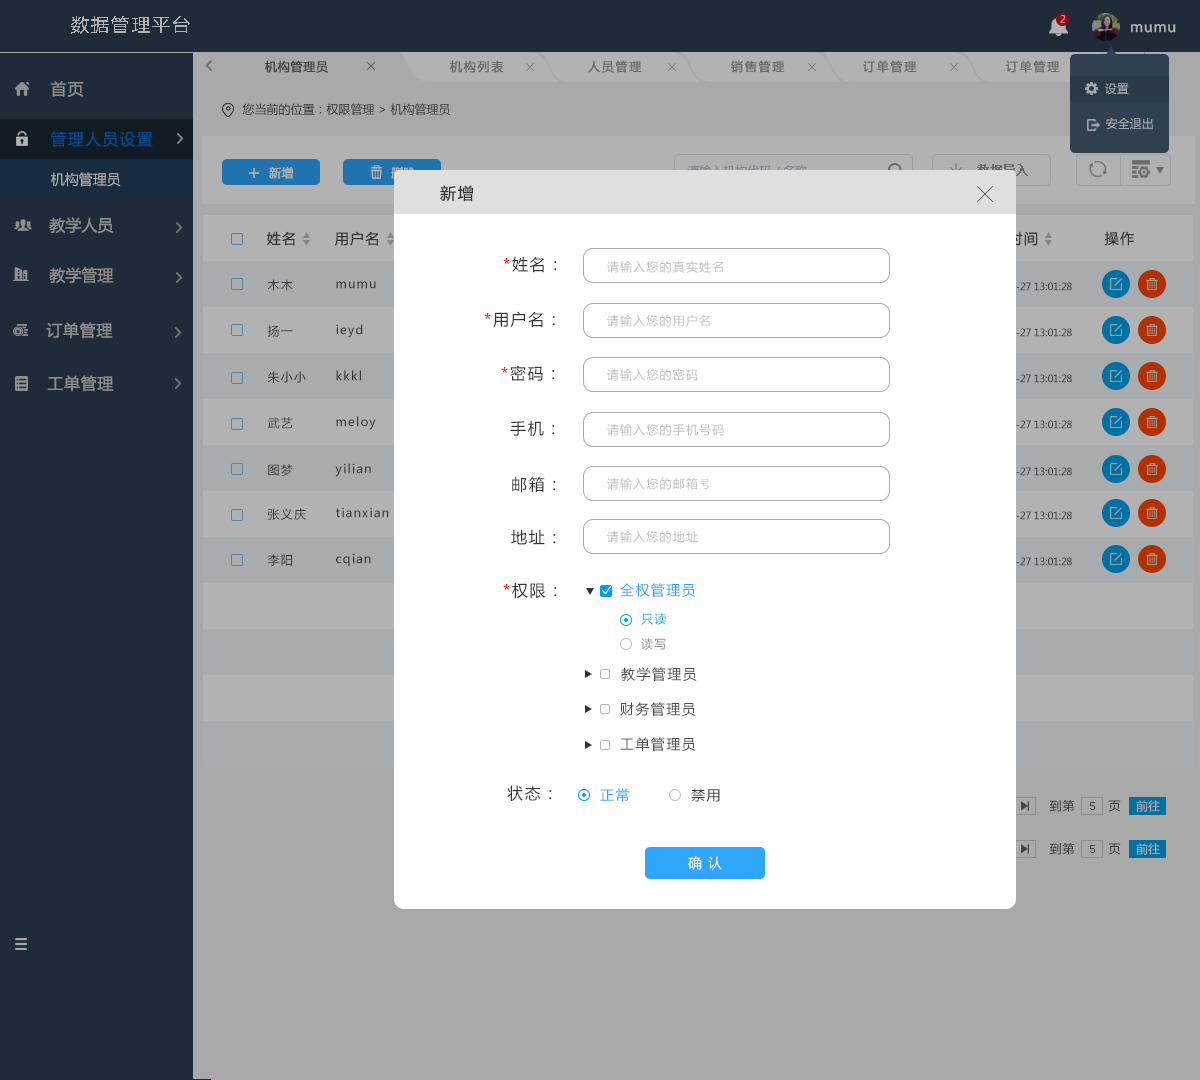 数据管理平台
2
mumu
首页
管理人员设置
机构管理员
教学人员
教学管理
订单管理
工单管理
机构管理员
机构列表
人员管理
销售管理
订单管理
订单管理
设置
安全退出
您当前的位置：权限管理 > 机构管理员
新增
姓名 用户名 时间 操作
木木 mumu -27 13:01:28
扬一 ieyd -27 13:01:28
朱小小 kkkl -27 13:01:28
武艺 meloy -27 13:01:28
图梦 yilian -27 13:01:28
张义庆 tianxian -27 13:01:28
李阳 cqian -27 13:01:28
到第 5 页 前往
到第 5 页 前往
新增
*姓名： 请输入您的真实姓名
*用户名： 请输入您的用户名
*密码： 请输入您的密码
手机： 请输入您的手机号码
邮箱： 请输入您的邮箱号
地址： 请输入您的地址
*权限： 全权管理员
只读
读写
教学管理员
财务管理员
工单管理员
状态： 正常 禁用
确 认